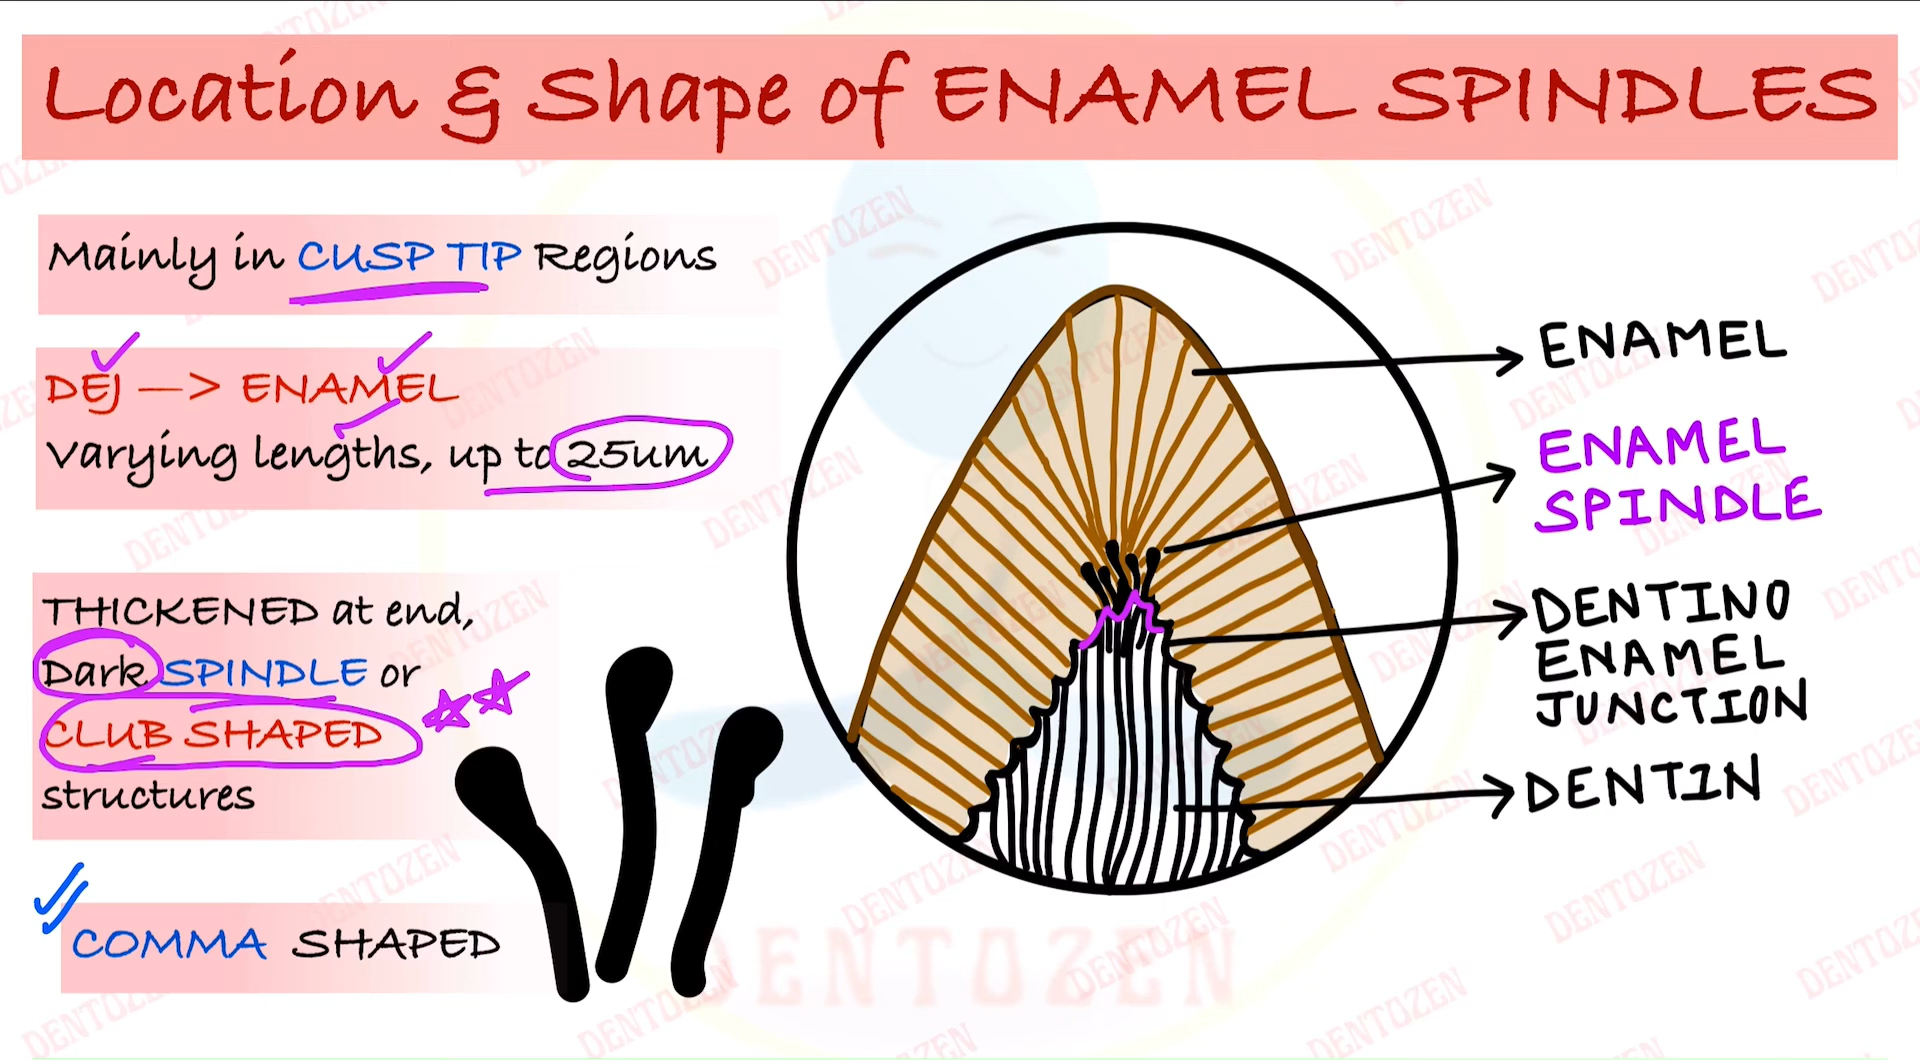 Location & Shape of ENAMEL SPINDLES
Mainly in CUSP TIP Regions
DEJ —> ENAMEL
Varying lengths, up to 25um
THICKENED at end,
Dark SPINDLE or
CLUB SHAPED
structures
COMMA SHAPED
ENAMEL
ENAMEL
SPINDLE
DENTINO
ENAMEL
JUNCTION
DENTIN
DENTOZEN